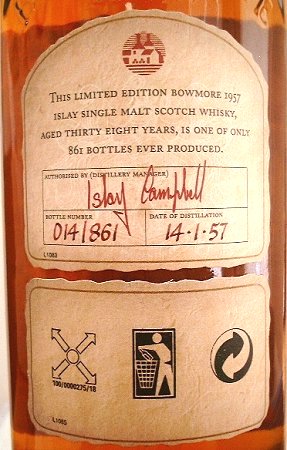 THIS LIMITED EDITION BOWMORE 1957
ISLAY SINGLE MALT SCOTCH WHISKY,
AGED THIRTY EIGHT YEARS, IS ONE OF ONLY
861 BOTTLES EVER PRODUCED.
AUTHORISED BY (DISTILLERY MANAGER)
Islay Campbell
BOTTLE NUMBER
014/861
DATE OF DISTILLATION
14·1·57
L1063
100/0000275/18
L1065